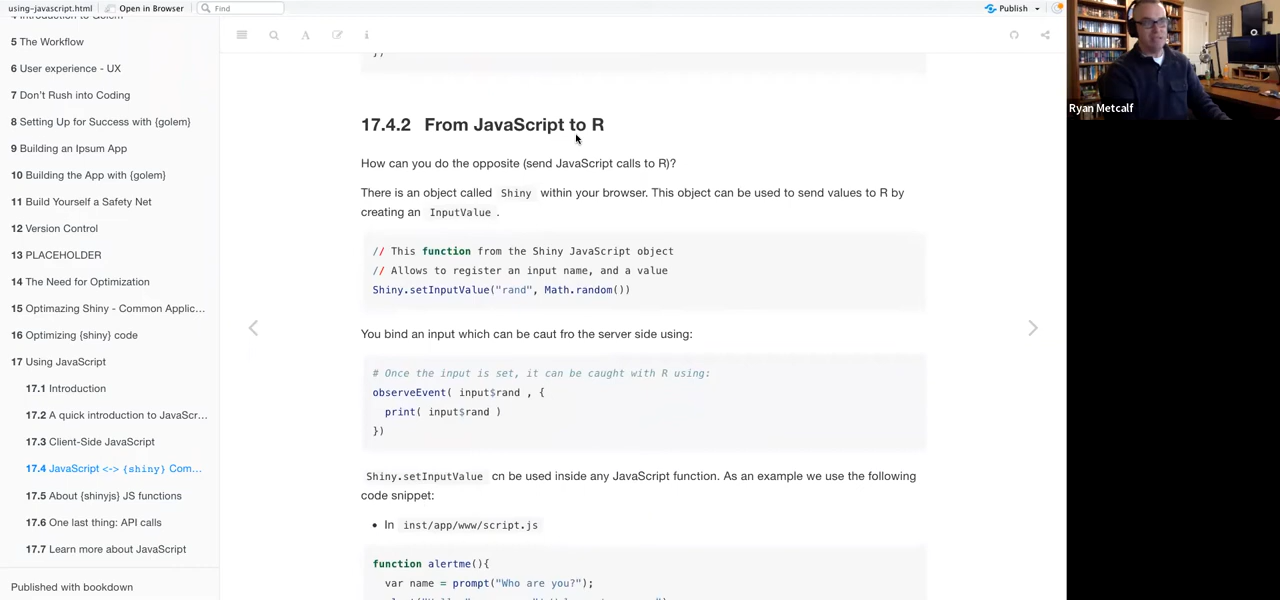 using-javascript.html
Open in Browser
Find
Publish
4 Introduction to Golem
5 The Workflow
6 User experience - UX
7 Don't Rush into Coding
8 Setting Up for Success with {golem}
9 Building an Ipsum App
10 Building the App with {golem}
11 Build Yourself a Safety Net
12 Version Control
13 PLACEHOLDER
14 The Need for Optimization
15 Optimazing Shiny - Common Applic...
16 Optimizing {shiny} code
17 Using JavaScript
17.1 Introduction
17.2 A quick introduction to JavaScr...
17.3 Client-Side JavaScript
17.4 JavaScript <-> {shiny} Com...
17.5 About {shinyjs} JS functions
17.6 One last thing: API calls
17.7 Learn more about JavaScript
Published with bookdown
})
17.4.2 From JavaScript to R
How can you do the opposite (send JavaScript calls to R)?
There is an object called Shiny within your browser. This object can be used to send values to R by
creating an InputValue .
// This function from the Shiny JavaScript object
// Allows to register an input name, and a value
Shiny.setInputValue("rand", Math.random())
You bind an input which can be caut fro the server side using:
# Once the input is set, it can be caught with R using:
observeEvent( input$rand , {
print( input$rand )
})
Shiny.setInputValue cn be used inside any JavaScript function. As an example we use the following
code snippet:
• In inst/app/www/script.js
function alertme(){
var name = prompt("Who are you?");
Ryan Metcalf